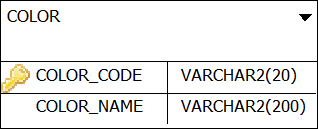 COLOR
COLOR_CODE VARCHAR2(20)
COLOR_NAME VARCHAR2(200)